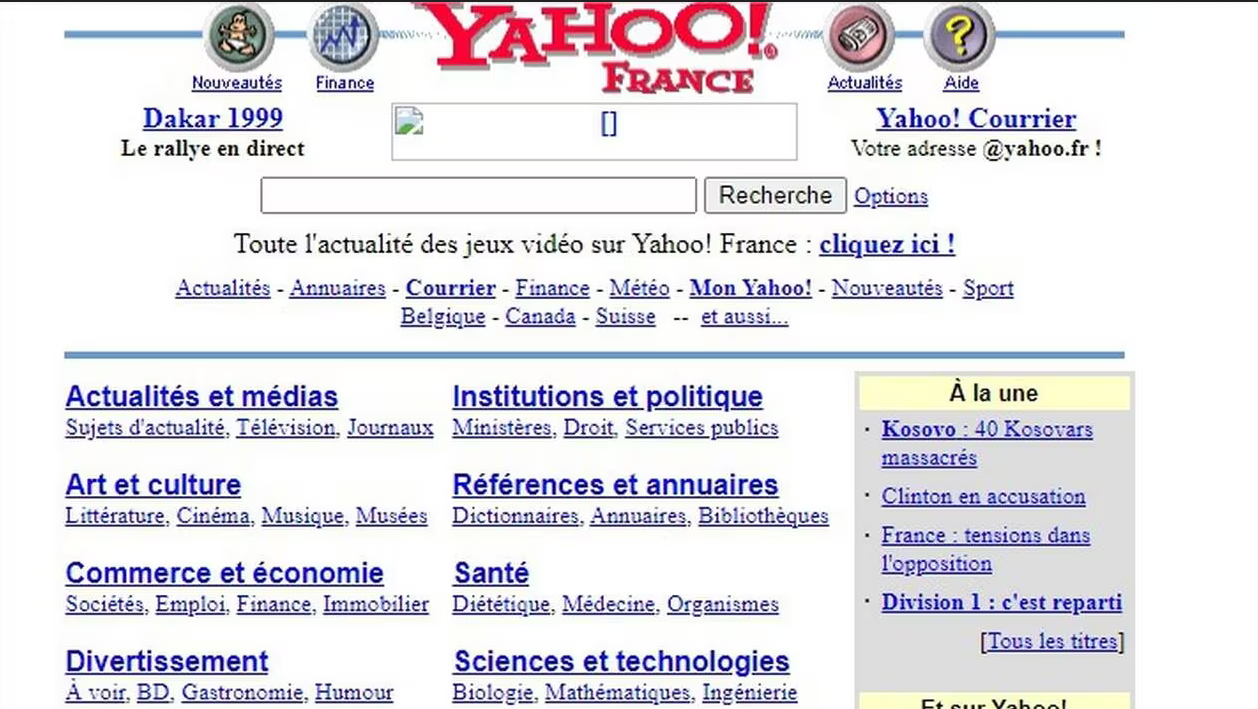 YAHOO!
FRANCE
Nouveautés Finance Actualités Aide
Dakar 1999
Le rallye en direct
[]
Yahoo! Courrier
Votre adresse @yahoo.fr !
Recherche Options
Toute l'actualité des jeux vidéo sur Yahoo! France : cliquez ici !
Actualités - Annuaires - Courrier - Finance - Météo - Mon Yahoo! - Nouveautés - Sport
Belgique - Canada - Suisse -- et aussi...
Actualités et médias
Sujets d'actualité, Télévision, Journaux
Institutions et politique
Ministères, Droit, Services publics
Art et culture
Littérature, Cinéma, Musique, Musées
Références et annuaires
Dictionnaires, Annuaires, Bibliothèques
Commerce et économie
Sociétés, Emploi, Finance, Immobilier
Santé
Diététique, Médecine, Organismes
Divertissement
À voir, BD, Gastronomie, Humour
Sciences et technologies
Biologie, Mathématiques, Ingénierie
À la une
· Kosovo : 40 Kosovars
massacrés
· Clinton en accusation
· France : tensions dans
l'opposition
· Division 1 : c'est reparti
[Tous les titres]
Et sur Yahoo!